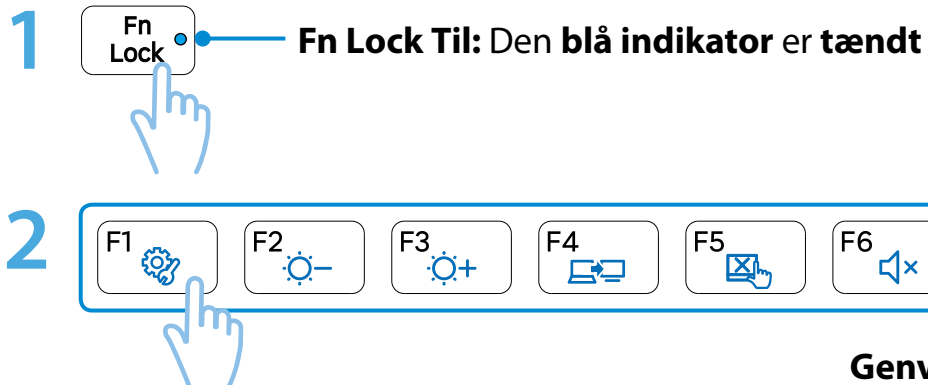 1
Fn
Lock
Fn Lock Til: Den blå indikator er tændt
2
F1 F2 F3 F4 F5 F6